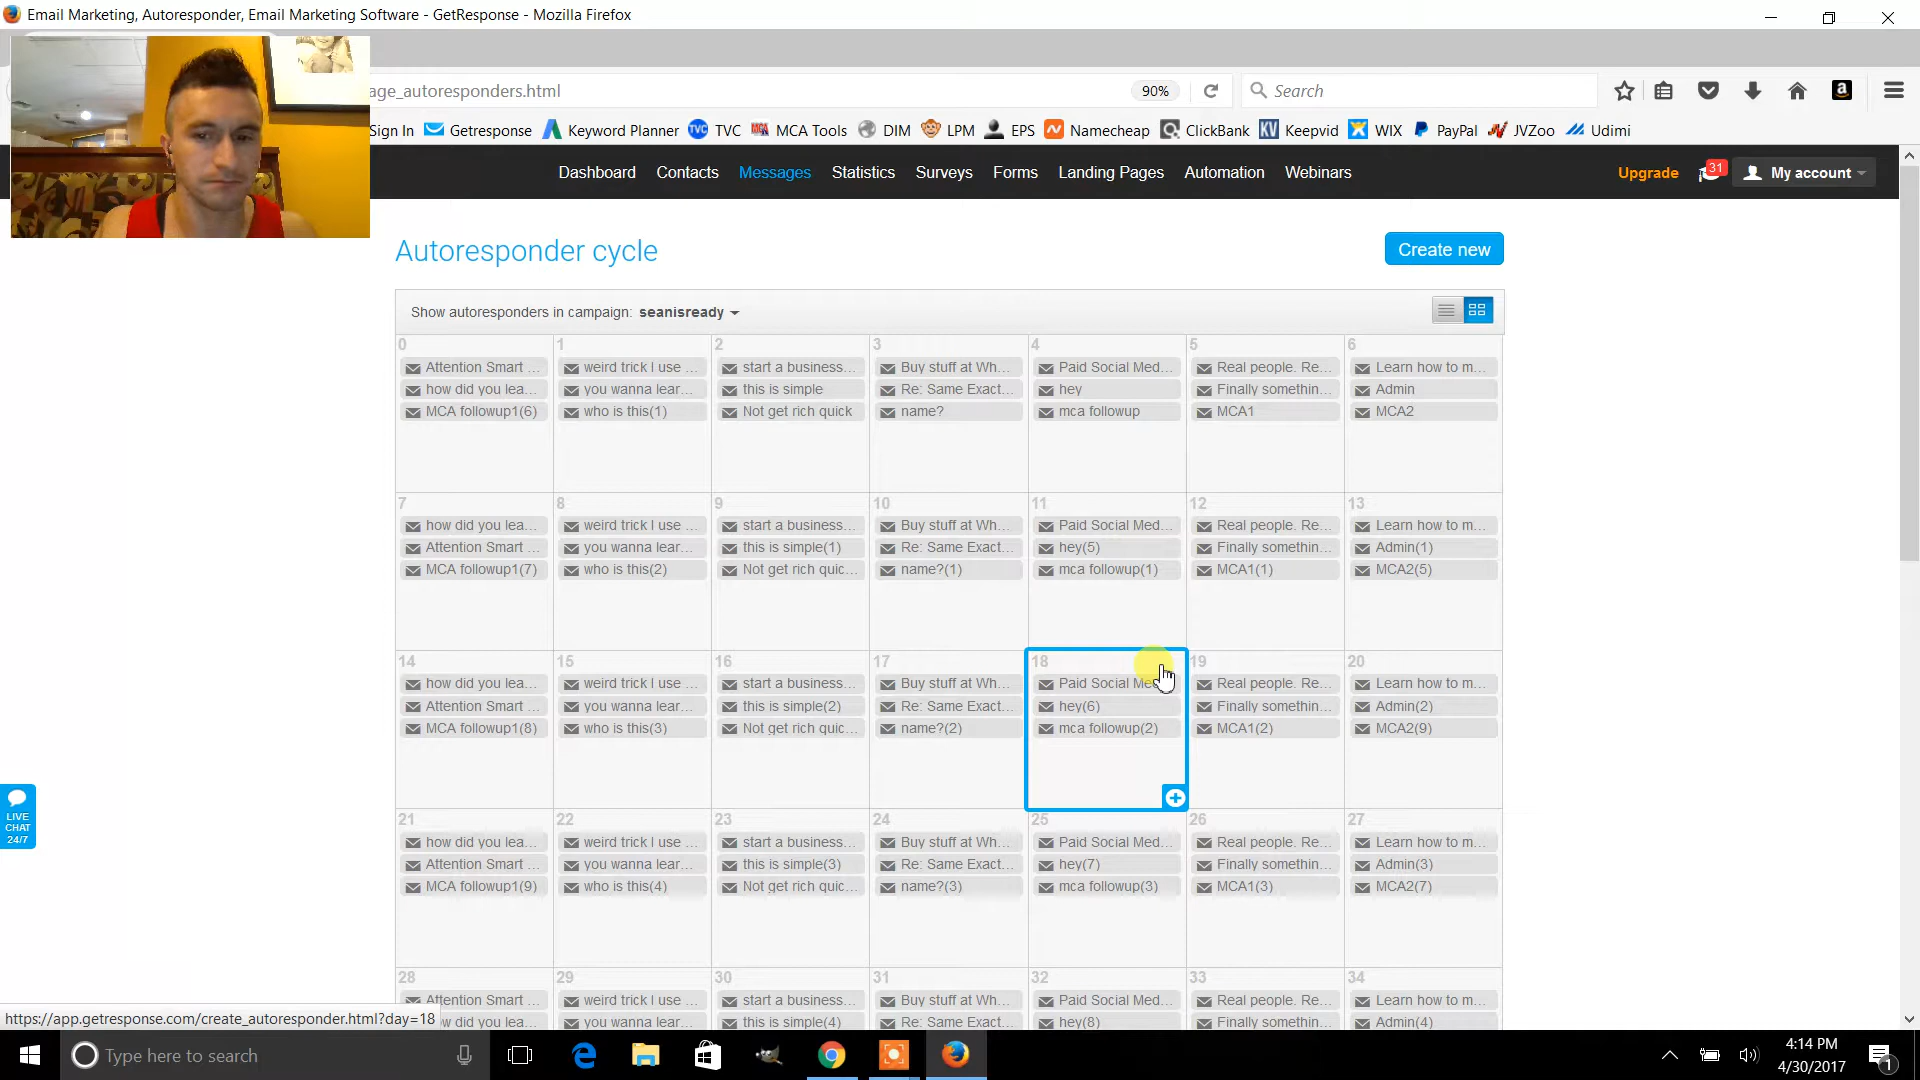 Email Marketing, Autoresponder, Email Marketing Software - GetResponse - Mozilla Firefox
age_autoresponders.html 90% Search
Sign In Getresponse Keyword Planner TVC MCA Tools DIM LPM EPS Namecheap ClickBank Keepvid WIX PayPal JVZoo Udimi
Dashboard Contacts Messages Statistics Surveys Forms Landing Pages Automation Webinars Upgrade 31 My account
Autoresponder cycle Create new
Show autoresponders in campaign: seanisready
0 1 2 3 4 5 6
Attention Smart ... weird trick I use ... start a business... Buy stuff at Wh... Paid Social Med... Real people. Re... Learn how to m...
how did you lea... you wanna lear... this is simple Re: Same Exact... hey Finally somethin... Admin
MCA followup1(6) who is this(1) Not get rich quick name? mca followup MCA1 MCA2
7 8 9 10 11 12 13
how did you lea... weird trick I use ... start a business... Buy stuff at Wh... Paid Social Med... Real people. Re... Learn how to m...
Attention Smart ... you wanna lear... this is simple(1) Re: Same Exact... hey(5) Finally somethin... Admin(1)
MCA followup1(7) who is this(2) Not get rich quic... name?(1) mca followup(1) MCA1(1) MCA2(5)
14 15 16 17 18 19 20
how did you lea... weird trick I use ... start a business... Buy stuff at Wh... Paid Social Me Real people. Re... Learn how to m...
Attention Smart ... you wanna lear... this is simple(2) Re: Same Exact... hey(6) Finally somethin... Admin(2)
MCA followup1(8) who is this(3) Not get rich quic... name?(2) mca followup(2) MCA1(2) MCA2(9)
LIVE
CHAT
24/7
21 22 23 24 25 26 27
how did you lea... weird trick I use ... start a business... Buy stuff at Wh... Paid Social Med... Real people. Re... Learn how to m...
Attention Smart ... you wanna lear... this is simple(3) Re: Same Exact... hey(7) Finally somethin... Admin(3)
MCA followup1(9) who is this(4) Not get rich quic... name?(3) mca followup(3) MCA1(3) MCA2(7)
28 29 30 31 32 33 34
Attention Smart ... weird trick I use ... start a business... Buy stuff at Wh... Paid Social Med... Real people. Re... Learn how to m...
w did you lea... you wanna lear... this is simple(4) Re: Same Exact... hey(8) Finally somethin... Admin(4)
https://app.getresponse.com/create_autoresponder.html?day=18
Type here to search 4:14 PM
4/30/2017 1